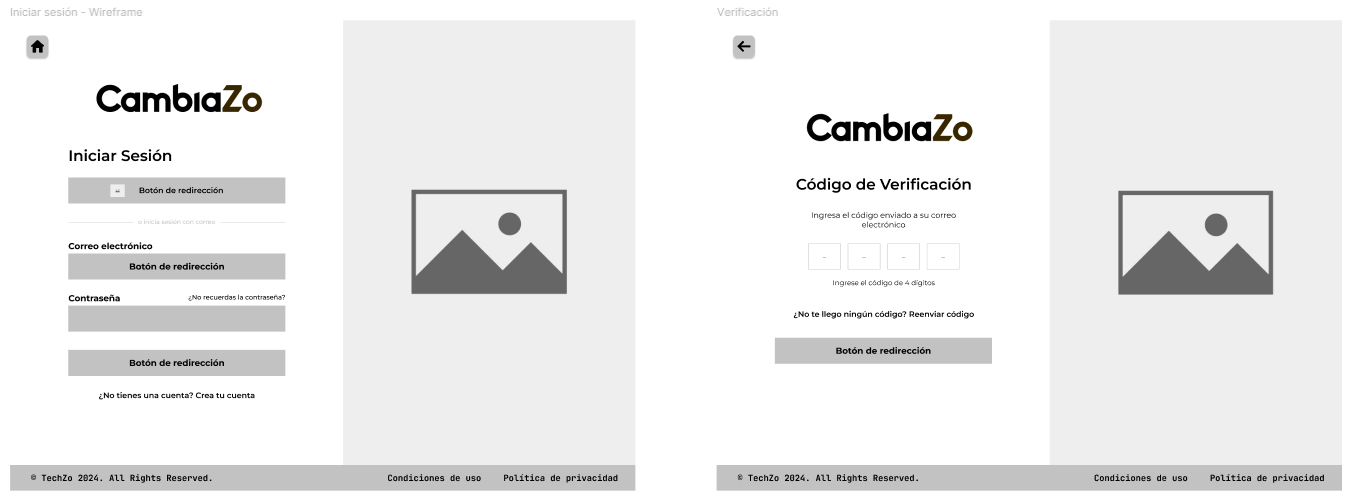 Iniciar sesión - Wireframe
CambiaZo
Iniciar Sesión
Botón de redirección
o inicia sesión con correo
Correo electrónico
Botón de redirección
Contraseña
¿No recuerdas la contraseña?
Botón de redirección
¿No tienes una cuenta? Crea tu cuenta
© TechZo 2024. All Rights Reserved.
Condiciones de uso
Política de privacidad
Verificación
CambiaZo
Código de Verificación
Ingresa el código enviado a su correo
electrónico
- - - -
Ingrese el código de 4 dígitos
¿No te llego ningún código? Reenviar código
Botón de redirección
© TechZo 2024. All Rights Reserved.
Condiciones de uso
Política de privacidad